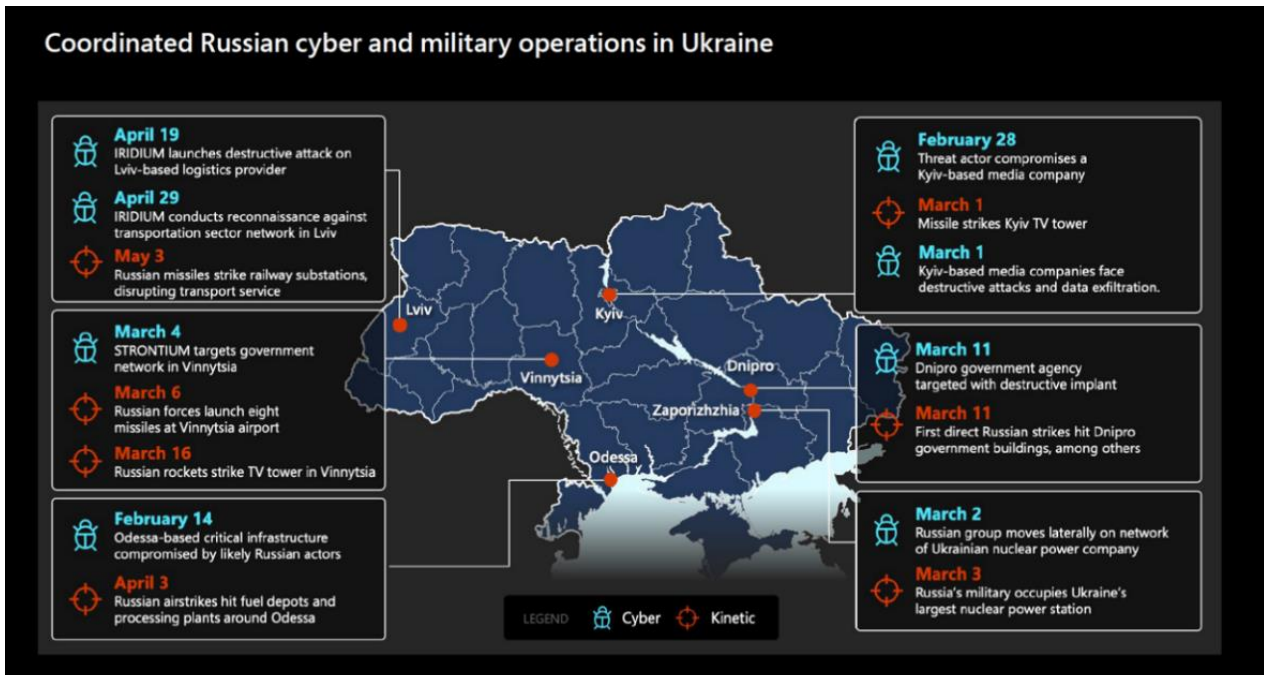 Coordinated Russian cyber and military operations in Ukraine
April 19
IRIDIUM launches destructive attack on
Lviv-based logistics provider
April 29
IRIDIUM conducts reconnaissance against
transportation sector network in Lviv
May 3
Russian missiles strike railway substations,
disrupting transport service
March 4
STRONTIUM targets government
network in Vinnytsia
March 6
Russian forces launch eight
missiles at Vinnytsia airport
March 16
Russian rockets strike TV tower in Vinnytsia
February 14
Odessa-based critical infrastructure
compromised by likely Russian actors
April 3
Russian airstrikes hit fuel depots and
processing plants around Odessa
Lviv
Kyiv
Vinnytsia
Dnipro
Zaporizhzhia
Odessa
February 28
Threat actor compromises a
Kyiv-based media company
March 1
Missile strikes Kyiv TV tower
March 1
Kyiv-based media companies face
destructive attacks and data exfiltration.
March 11
Dnipro government agency
targeted with destructive implant
March 11
First direct Russian strikes hit Dnipro
government buildings, among others
March 2
Russian group moves laterally on network
of Ukrainian nuclear power company
March 3
Russia's military occupies Ukraine's
largest nuclear power station
LEGEND Cyber Kinetic